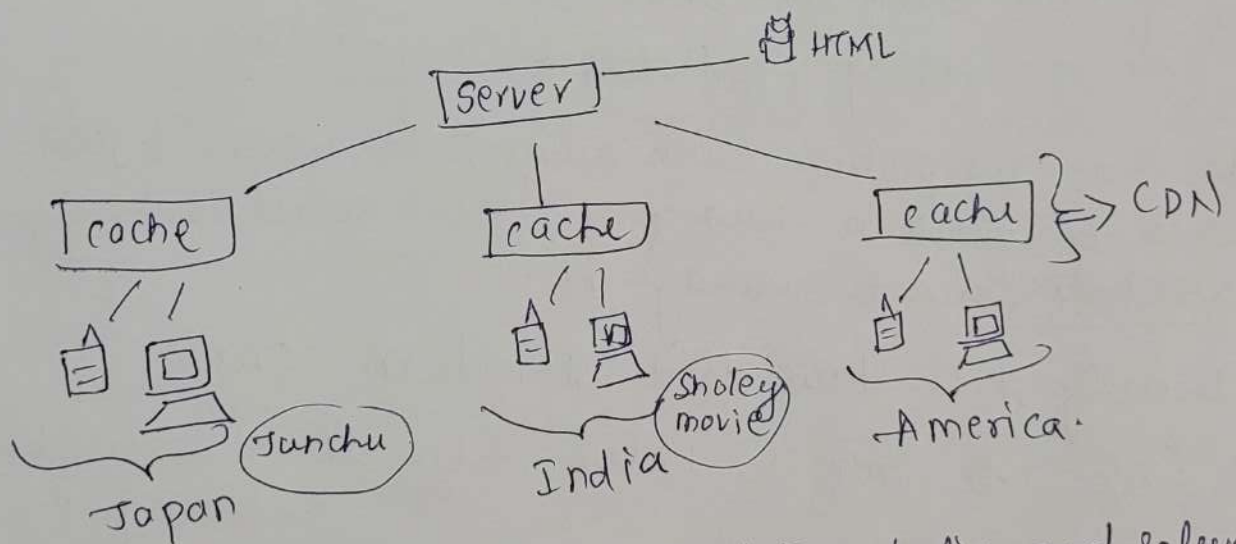 HTML
Server
cache cache cache => CDN
Junchu Sholey
movie
Japan India America.